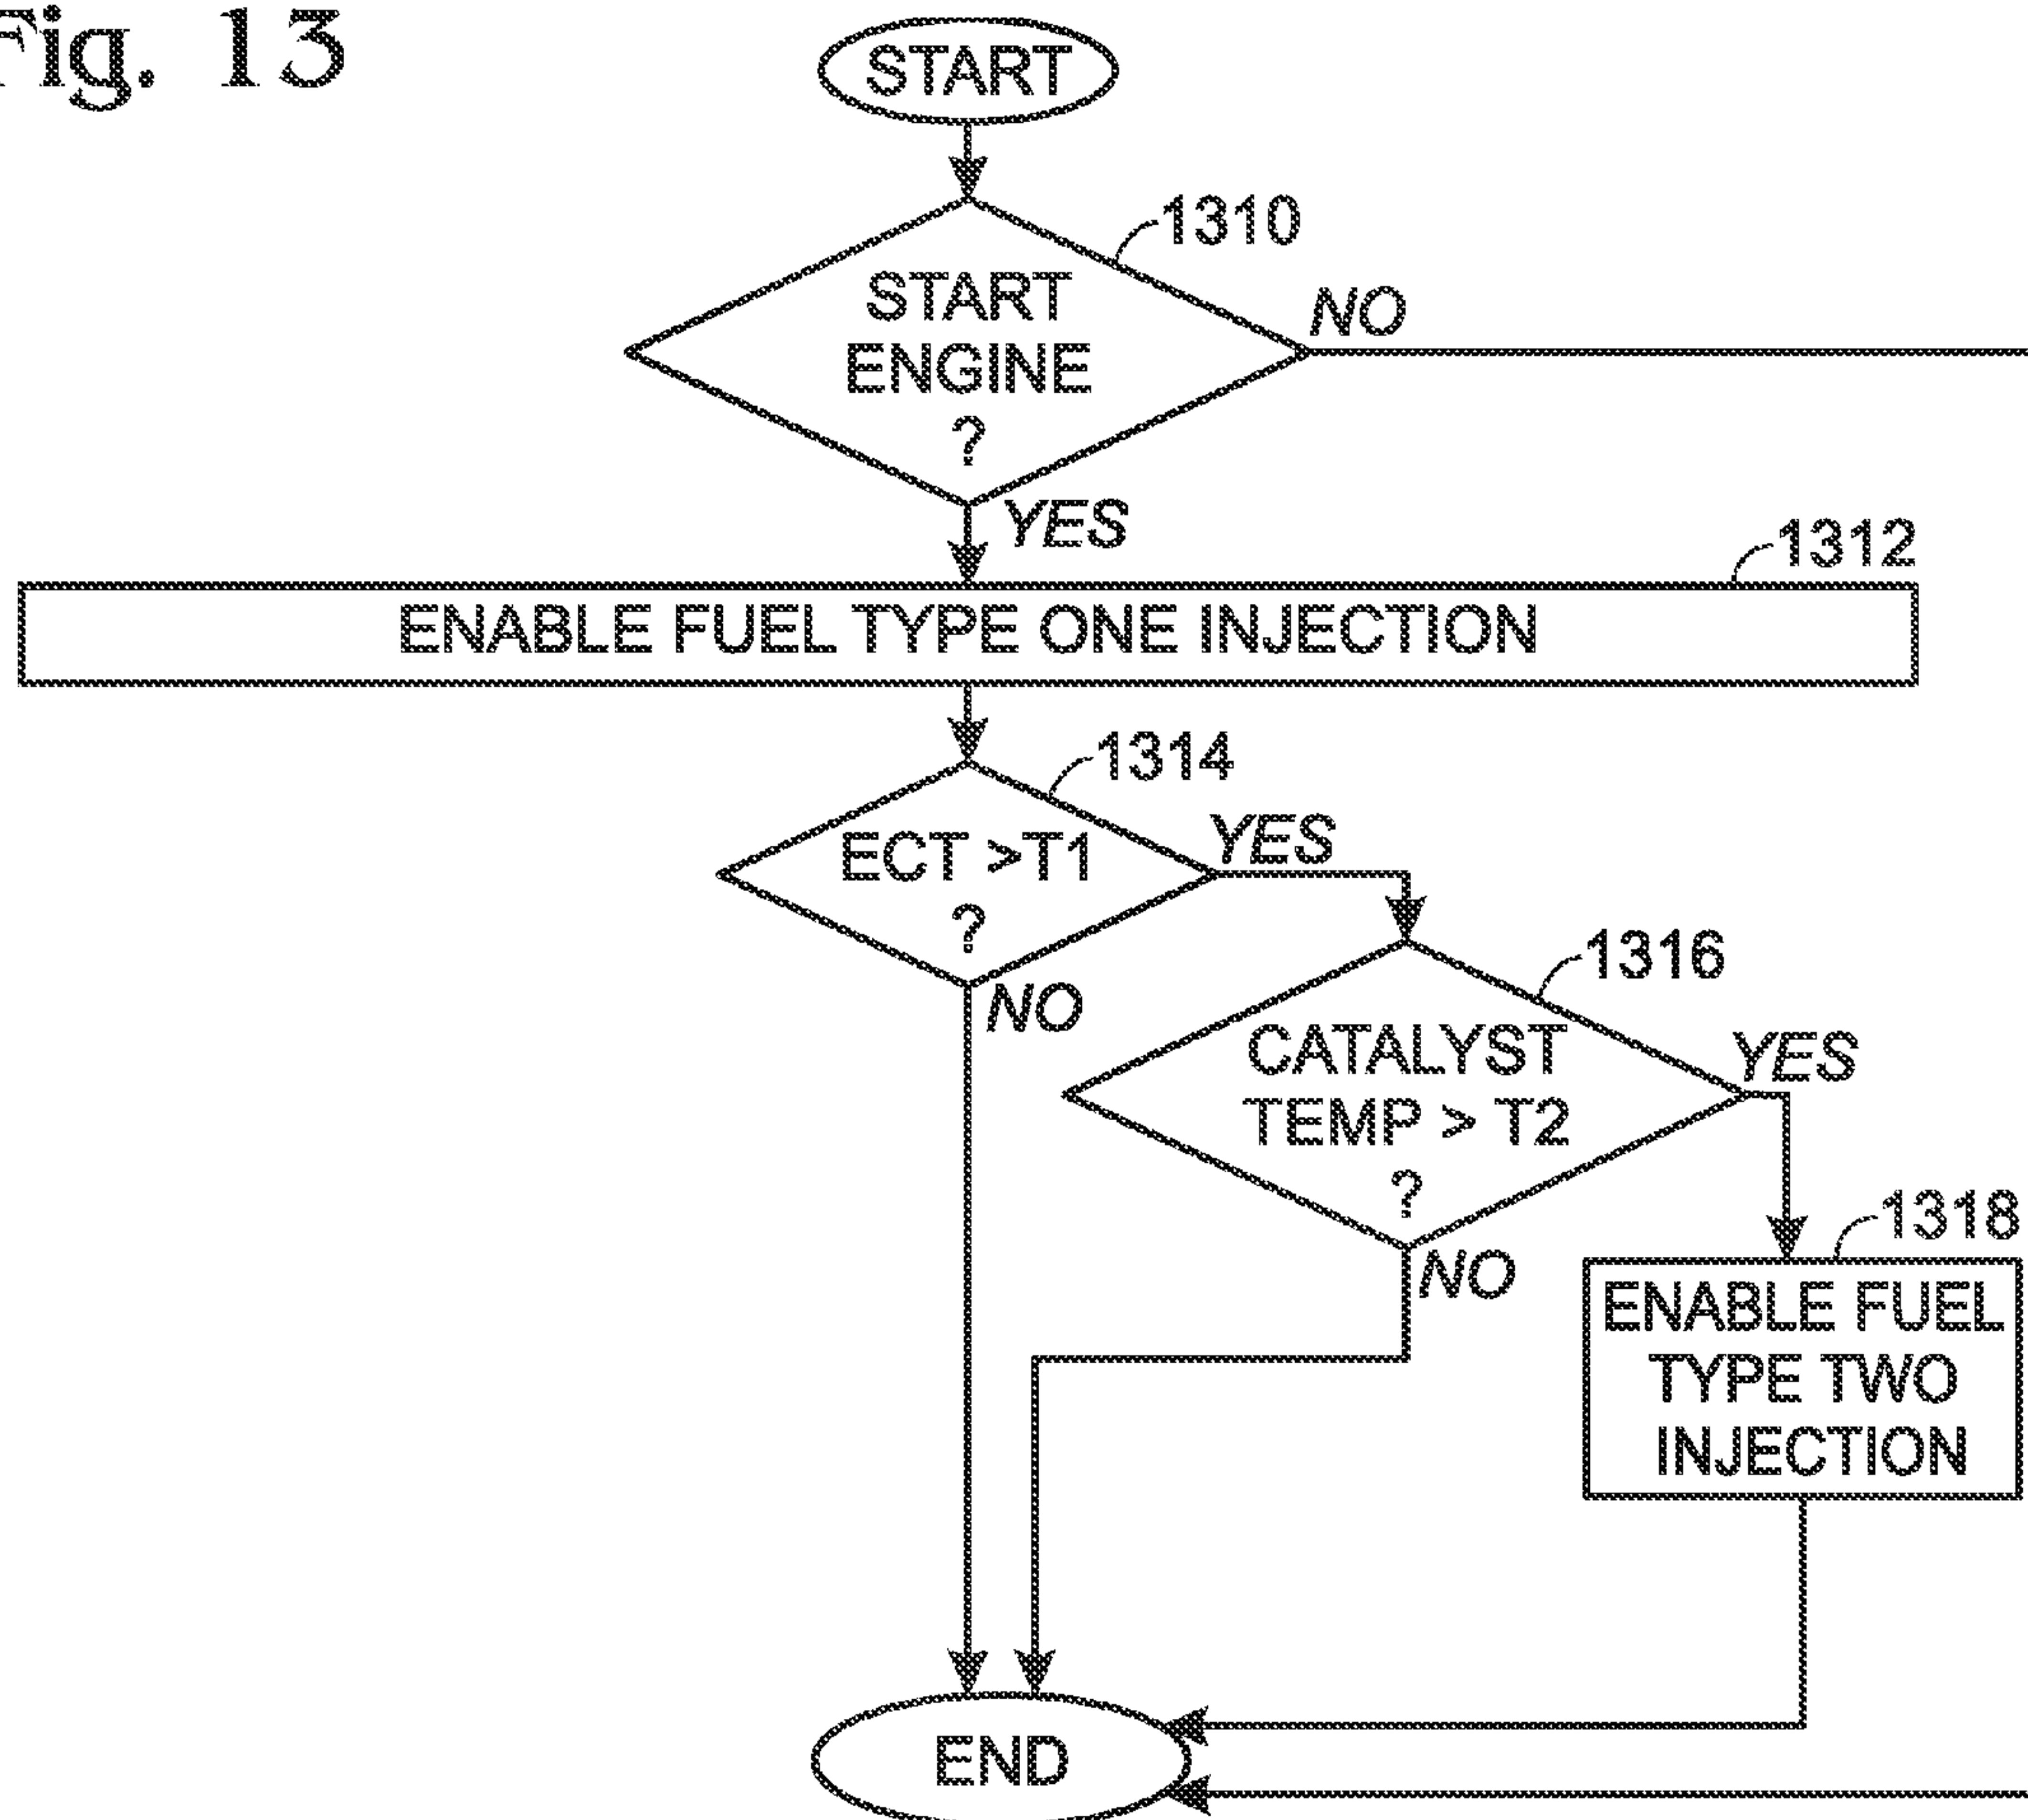 Fig. 13
START
1310
START
ENGINE
?
NO
YES
1312
ENABLE FUEL TYPE ONE INJECTION
1314
ECT >T1
?
YES
NO
1316
CATALYST
TEMP > T2
?
YES
NO
1318
ENABLE FUEL
TYPE TWO
INJECTION
END